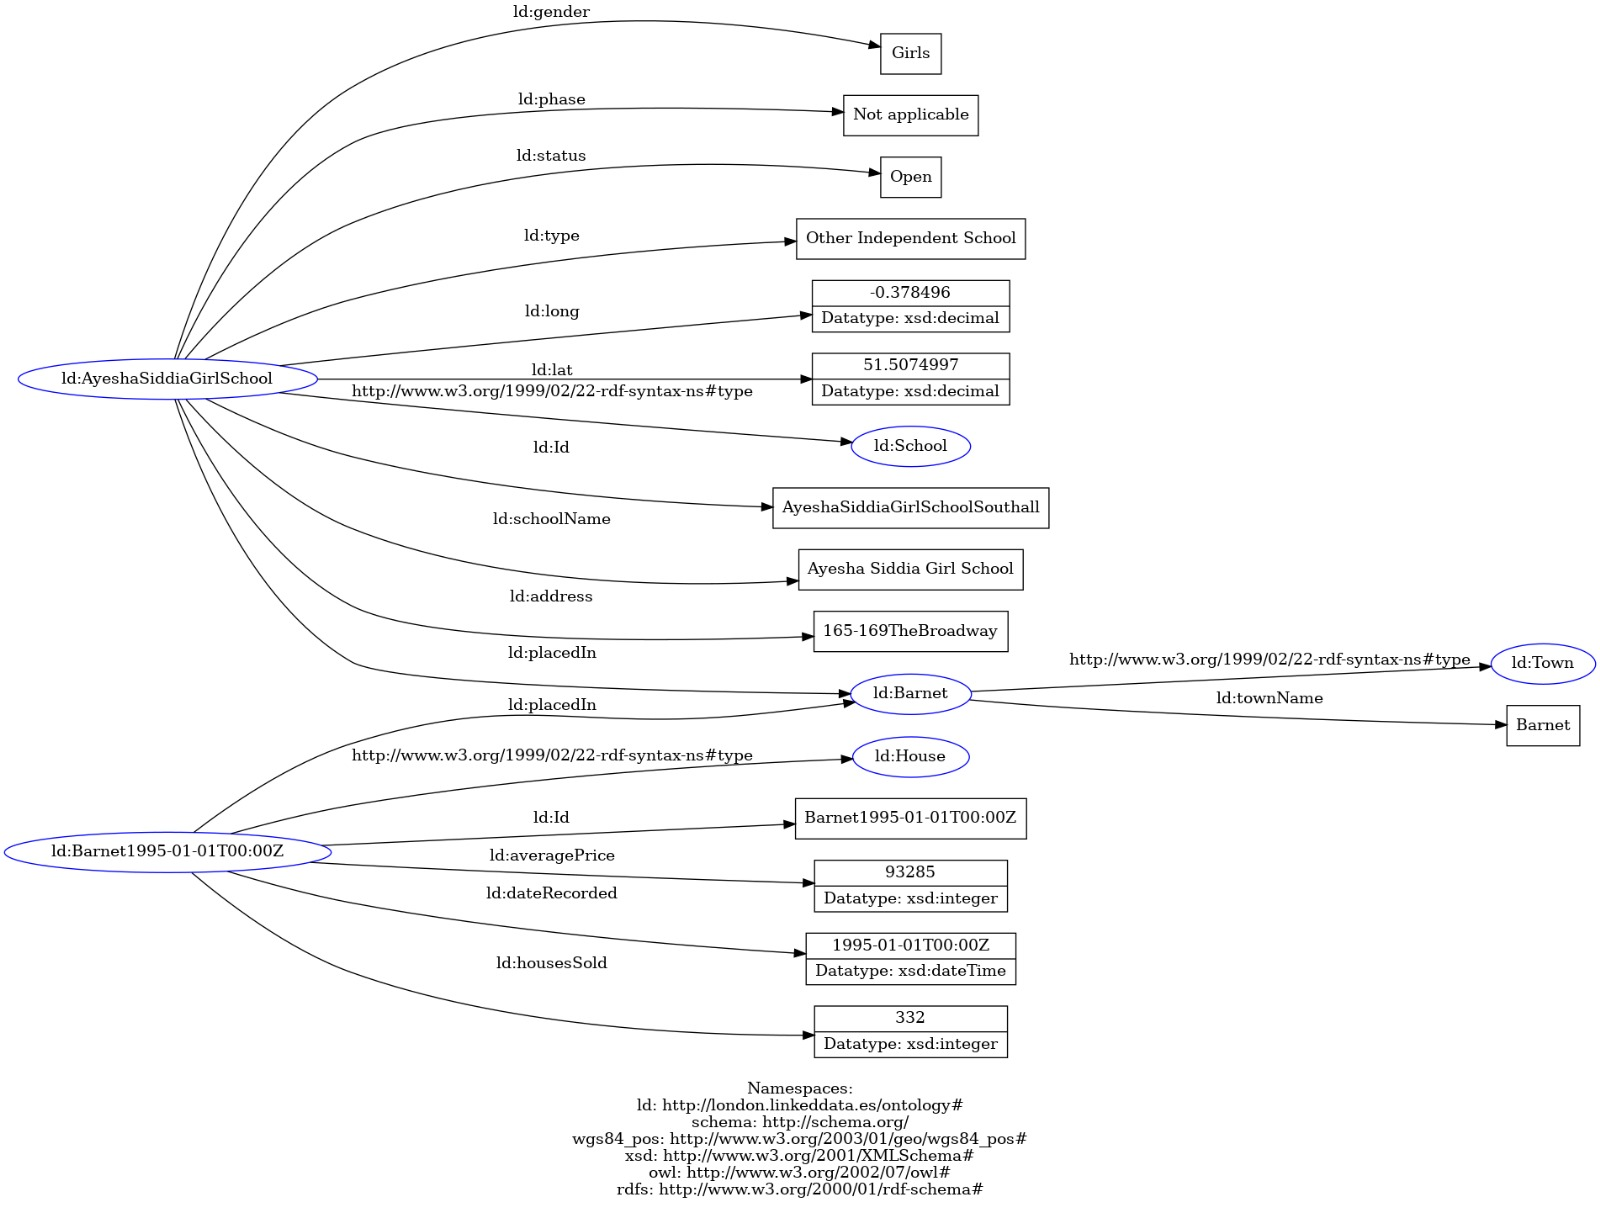 ld:gender
Girls
ld:phase
Not applicable
ld:status
Open
ld:type
Other Independent School
-0.378496
ld:long
Datatype: xsd:decimal
51.5074997
ld:lat
ld:AyeshaSiddiaGirlSchool
http://www.w3.org/1999/02/22-rdf-syntax-ns#type
Datatype: xsd:decimal
ld:School
ld:Id
AyeshaSiddiaGirlSchoolSouthall
ld:schoolName
Ayesha Siddia Girl School
ld:address
165-169TheBroadway
ld:placedIn
http://www.w3.org/1999/02/22-rdf-syntax-ns#type
ld:Town
ld:Barnet
ld:townName
ld:placedIn
Barnet
http://www.w3.org/1999/02/22-rdf-syntax-ns#type
ld:House
ld:Id
Barnet1995-01-01T00:00Z
ld:Barnet1995-01-01T00:00Z
ld:averagePrice
93285
Datatype: xsd:integer
ld:dateRecorded
1995-01-01T00:00Z
Datatype: xsd:dateTime
ld:housesSold
332
Datatype: xsd:integer
Namespaces:
ld: http://london.linkeddata.es/ontology#
schema: http://schema.org/
wgs84_pos: http://www.w3.org/2003/01/geo/wgs84_pos#
xsd: http://www.w3.org/2001/XMLSchema#
owl: http://www.w3.org/2002/07/owl#
rdfs: http://www.w3.org/2000/01/rdf-schema#